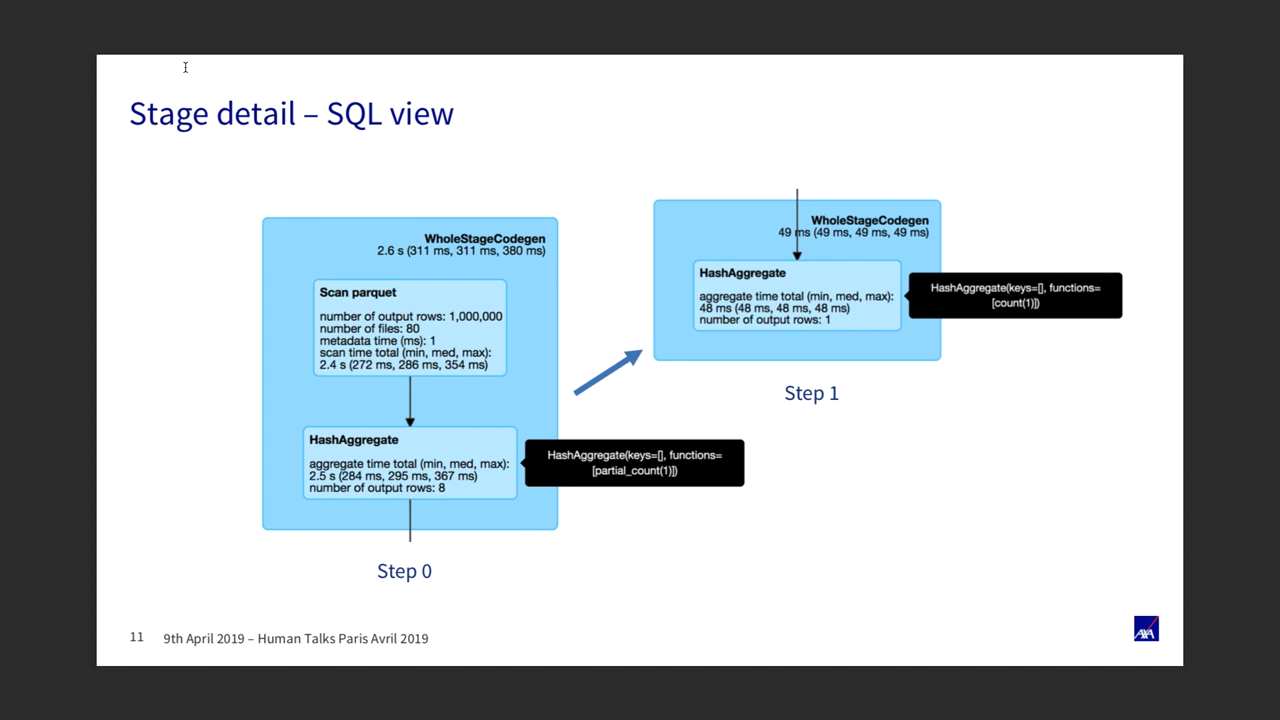 Stage detail – SQL view
WholeStageCodegen
2.6 s (311 ms, 311 ms, 380 ms)
Scan parquet
number of output rows: 1,000,000
number of files: 80
metadata time (ms): 1
scan time total (min, med, max):
2.4 s (272 ms, 286 ms, 354 ms)
HashAggregate
aggregate time total (min, med, max):
2.5 s (284 ms, 295 ms, 367 ms)
number of output rows: 8
HashAggregate(keys=[], functions=
[partial_count(1)])
Step 0
WholeStageCodegen
49 ms (49 ms, 49 ms, 49 ms)
HashAggregate
aggregate time total (min, med, max):
48 ms (48 ms, 48 ms, 48 ms)
number of output rows: 1
HashAggregate(keys=[], functions=
[count(1)])
Step 1
11
9th April 2019 – Human Talks Paris Avril 2019
AXA